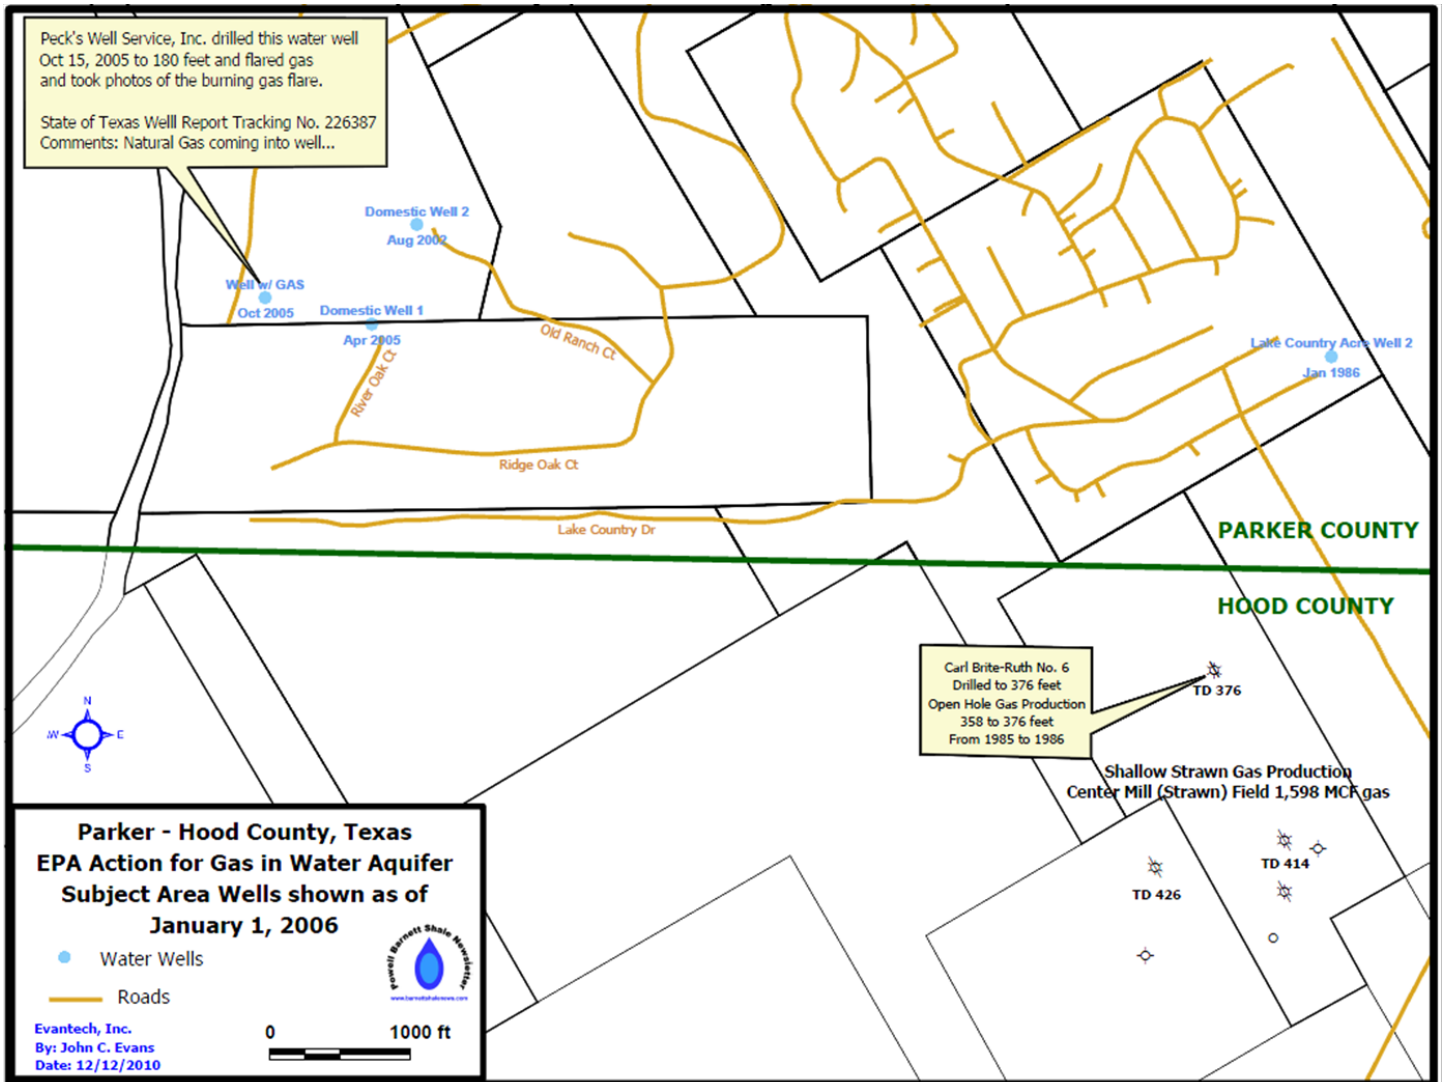 Peck's Well Service, Inc. drilled this water well
Oct 15, 2005 to 180 feet and flared gas
and took photos of the burning gas flare.
State of Texas Welll Report Tracking No. 226387
Comments: Natural Gas coming into well...
Domestic Well 2
Aug 2002
Well w/ GAS
Oct 2005
Domestic Well 1
Apr 2005
Old Ranch Ct
River Oak Ct
Lake Country Acre Well 2
Jan 1986
Ridge Oak Ct
Lake Country Dr
PARKER COUNTY
HOOD COUNTY
Carl Brite-Ruth No. 6
Drilled to 376 feet
Open Hole Gas Production
358 to 376 feet
From 1985 to 1986
TD 376
Shallow Strawn Gas Production
Center Mill (Strawn) Field 1,598 MCF gas
TD 414
TD 426
N
W
E
S
Parker - Hood County, Texas
EPA Action for Gas in Water Aquifer
Subject Area Wells shown as of
January 1, 2006
Water Wells
Roads
Powell Barnett Shale Newsletter
www.barnettshalenews.com
Evantech, Inc.
By: John C. Evans
Date: 12/12/2010
0 1000 ft